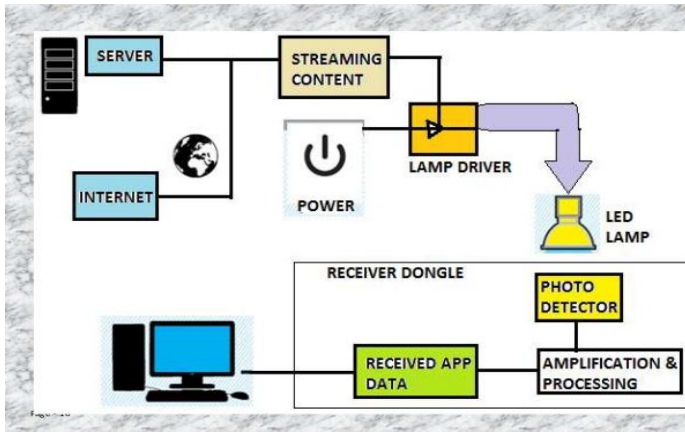 SERVER
STREAMING
CONTENT
LAMP DRIVER
INTERNET
POWER
LED
LAMP
RECEIVER DONGLE
PHOTO
DETECTOR
RECEIVED APP
DATA
AMPLIFICATION &
PROCESSING